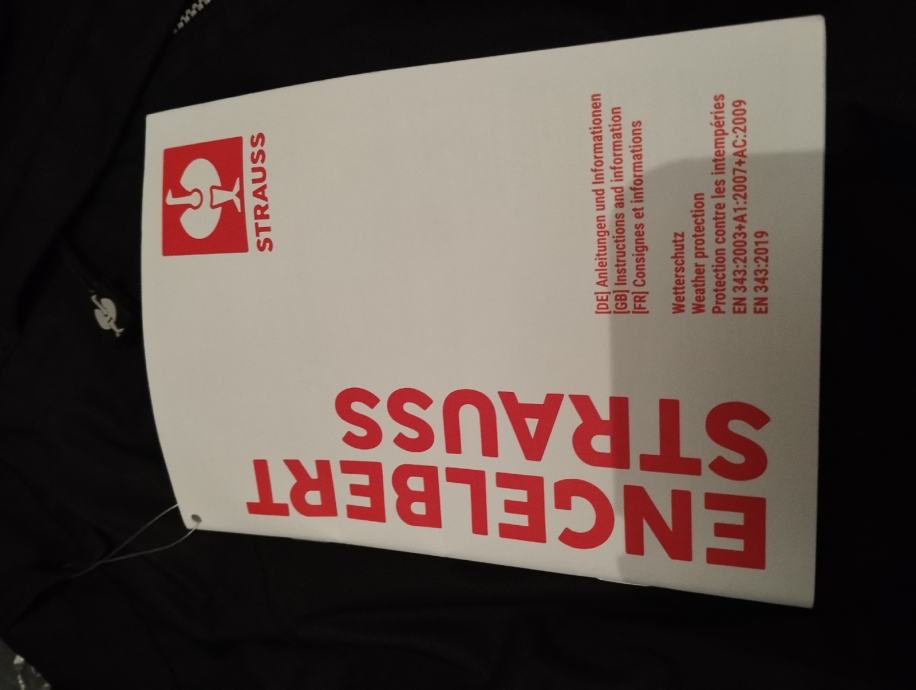 STRAUSS
[DE] Anleitungen und Informationen
[GB] Instructions and information
[FR] Consignes et informations
Wetterschutz
Weather protection
Protection contre les intempéries
EN 343:2003+A1:2007+AC:2009
EN 343:2019
ENGELBERT
STRAUSS